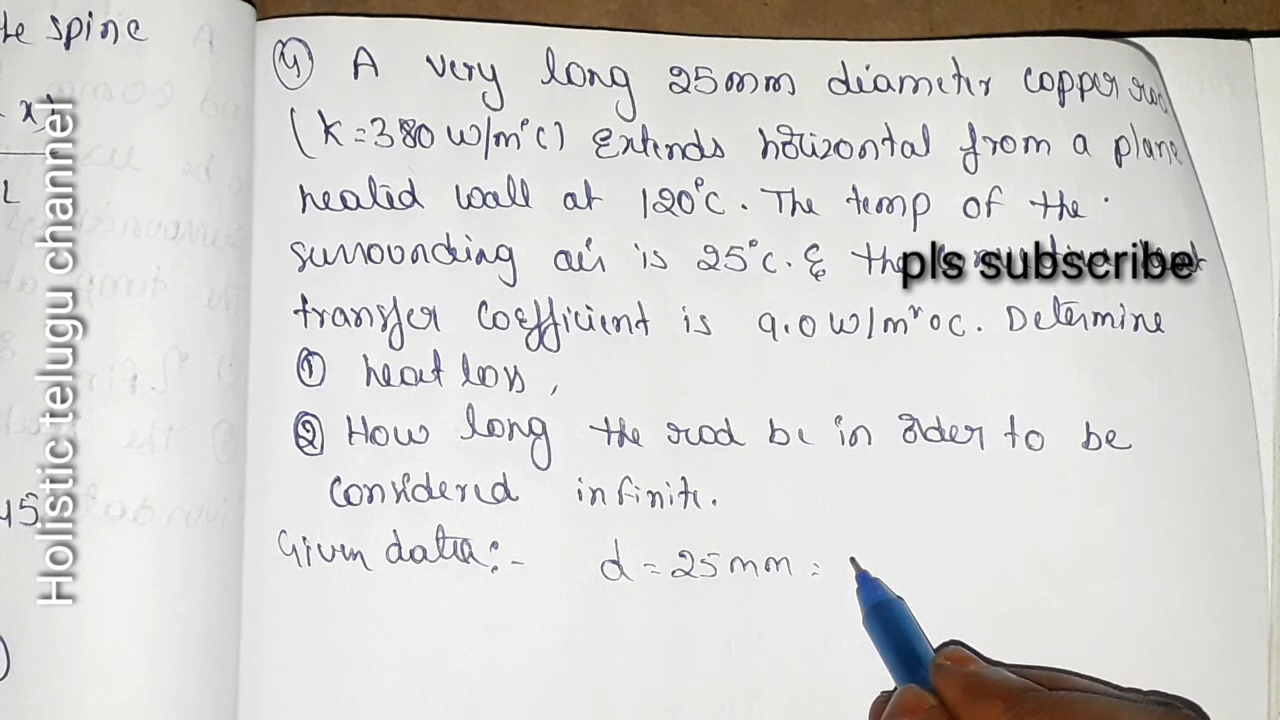 te spine
x)
L
45
④ A very long 25mm diameter copper rod
(K=380 W/m°C) Extends horizontal from a plane
heated wall at 120°C. The temp of the
surrounding air is 25°C. & the
transfer coefficient is 9.0 W/m²°C. Determine
① heat loss,
② How long the rod be in order to be
considered infinite.
Given data:- d = 25mm =
pls subscribe
Holistic telugu channel